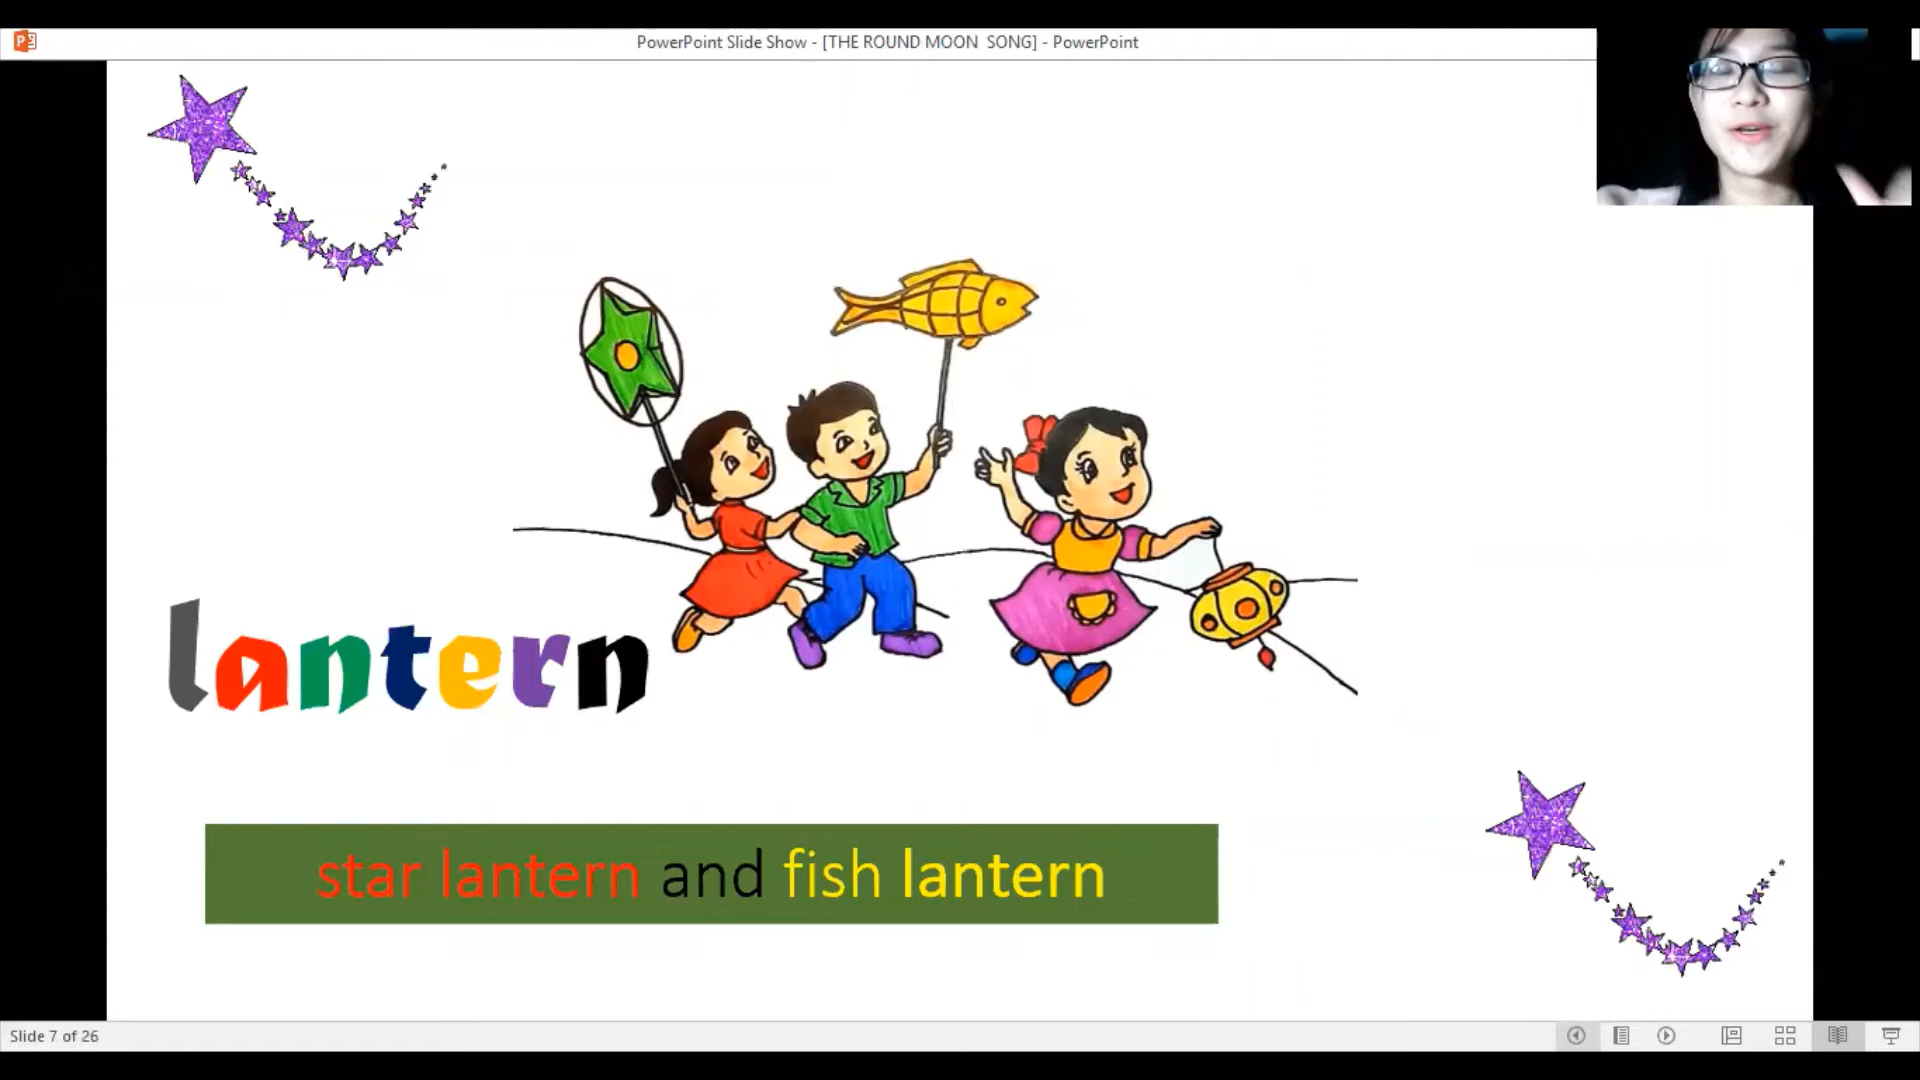 PowerPoint Slide Show - [THE ROUND MOON  SONG] - PowerPoint
lantern
star lantern and fish lantern
Slide 7 of 26